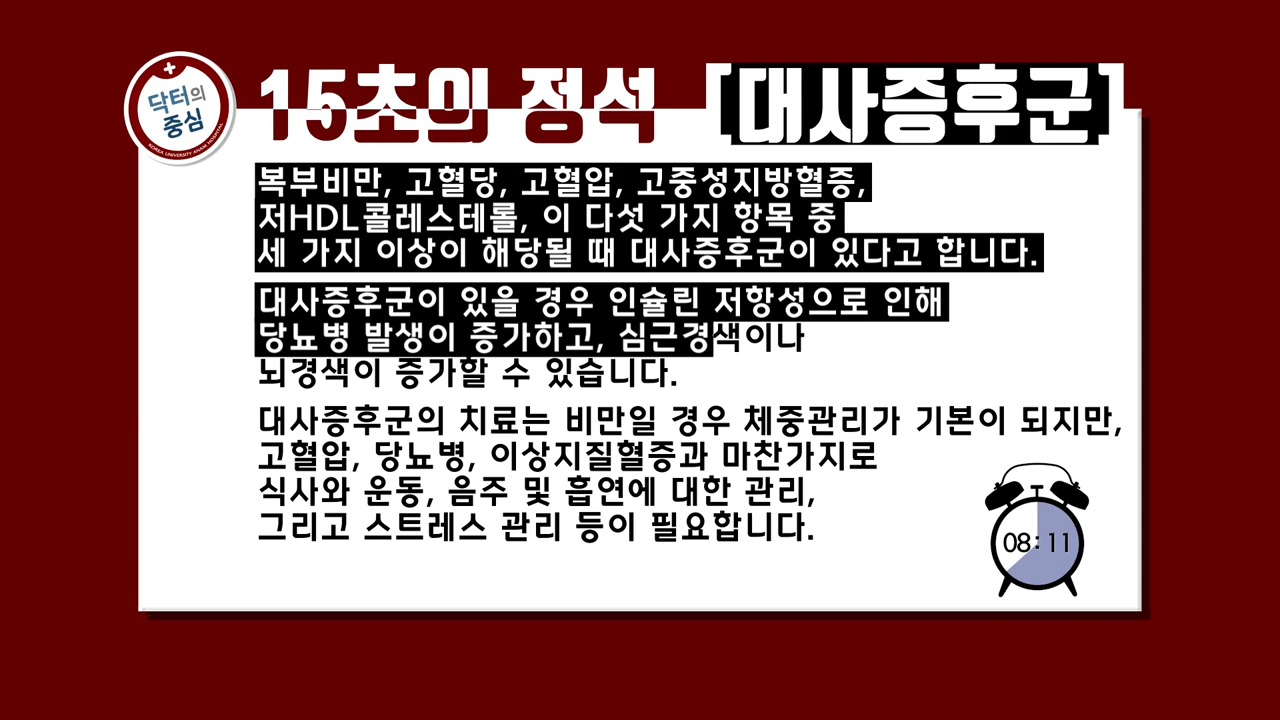 닥터의
중심
KOREA UNIVERSITY ANAM HOSPITAL
15초의 정석 [대사증후군]
복부비만, 고혈당, 고혈압, 고중성지방혈증,
저HDL콜레스테롤, 이 다섯 가지 항목 중
세 가지 이상이 해당될 때 대사증후군이 있다고 합니다.
대사증후군이 있을 경우 인슐린 저항성으로 인해
당뇨병 발생이 증가하고, 심근경색이나
뇌경색이 증가할 수 있습니다.
대사증후군의 치료는 비만일 경우 체중관리가 기본이 되지만,
고혈압, 당뇨병, 이상지질혈증과 마찬가지로
식사와 운동, 음주 및 흡연에 대한 관리,
그리고 스트레스 관리 등이 필요합니다.
08:11